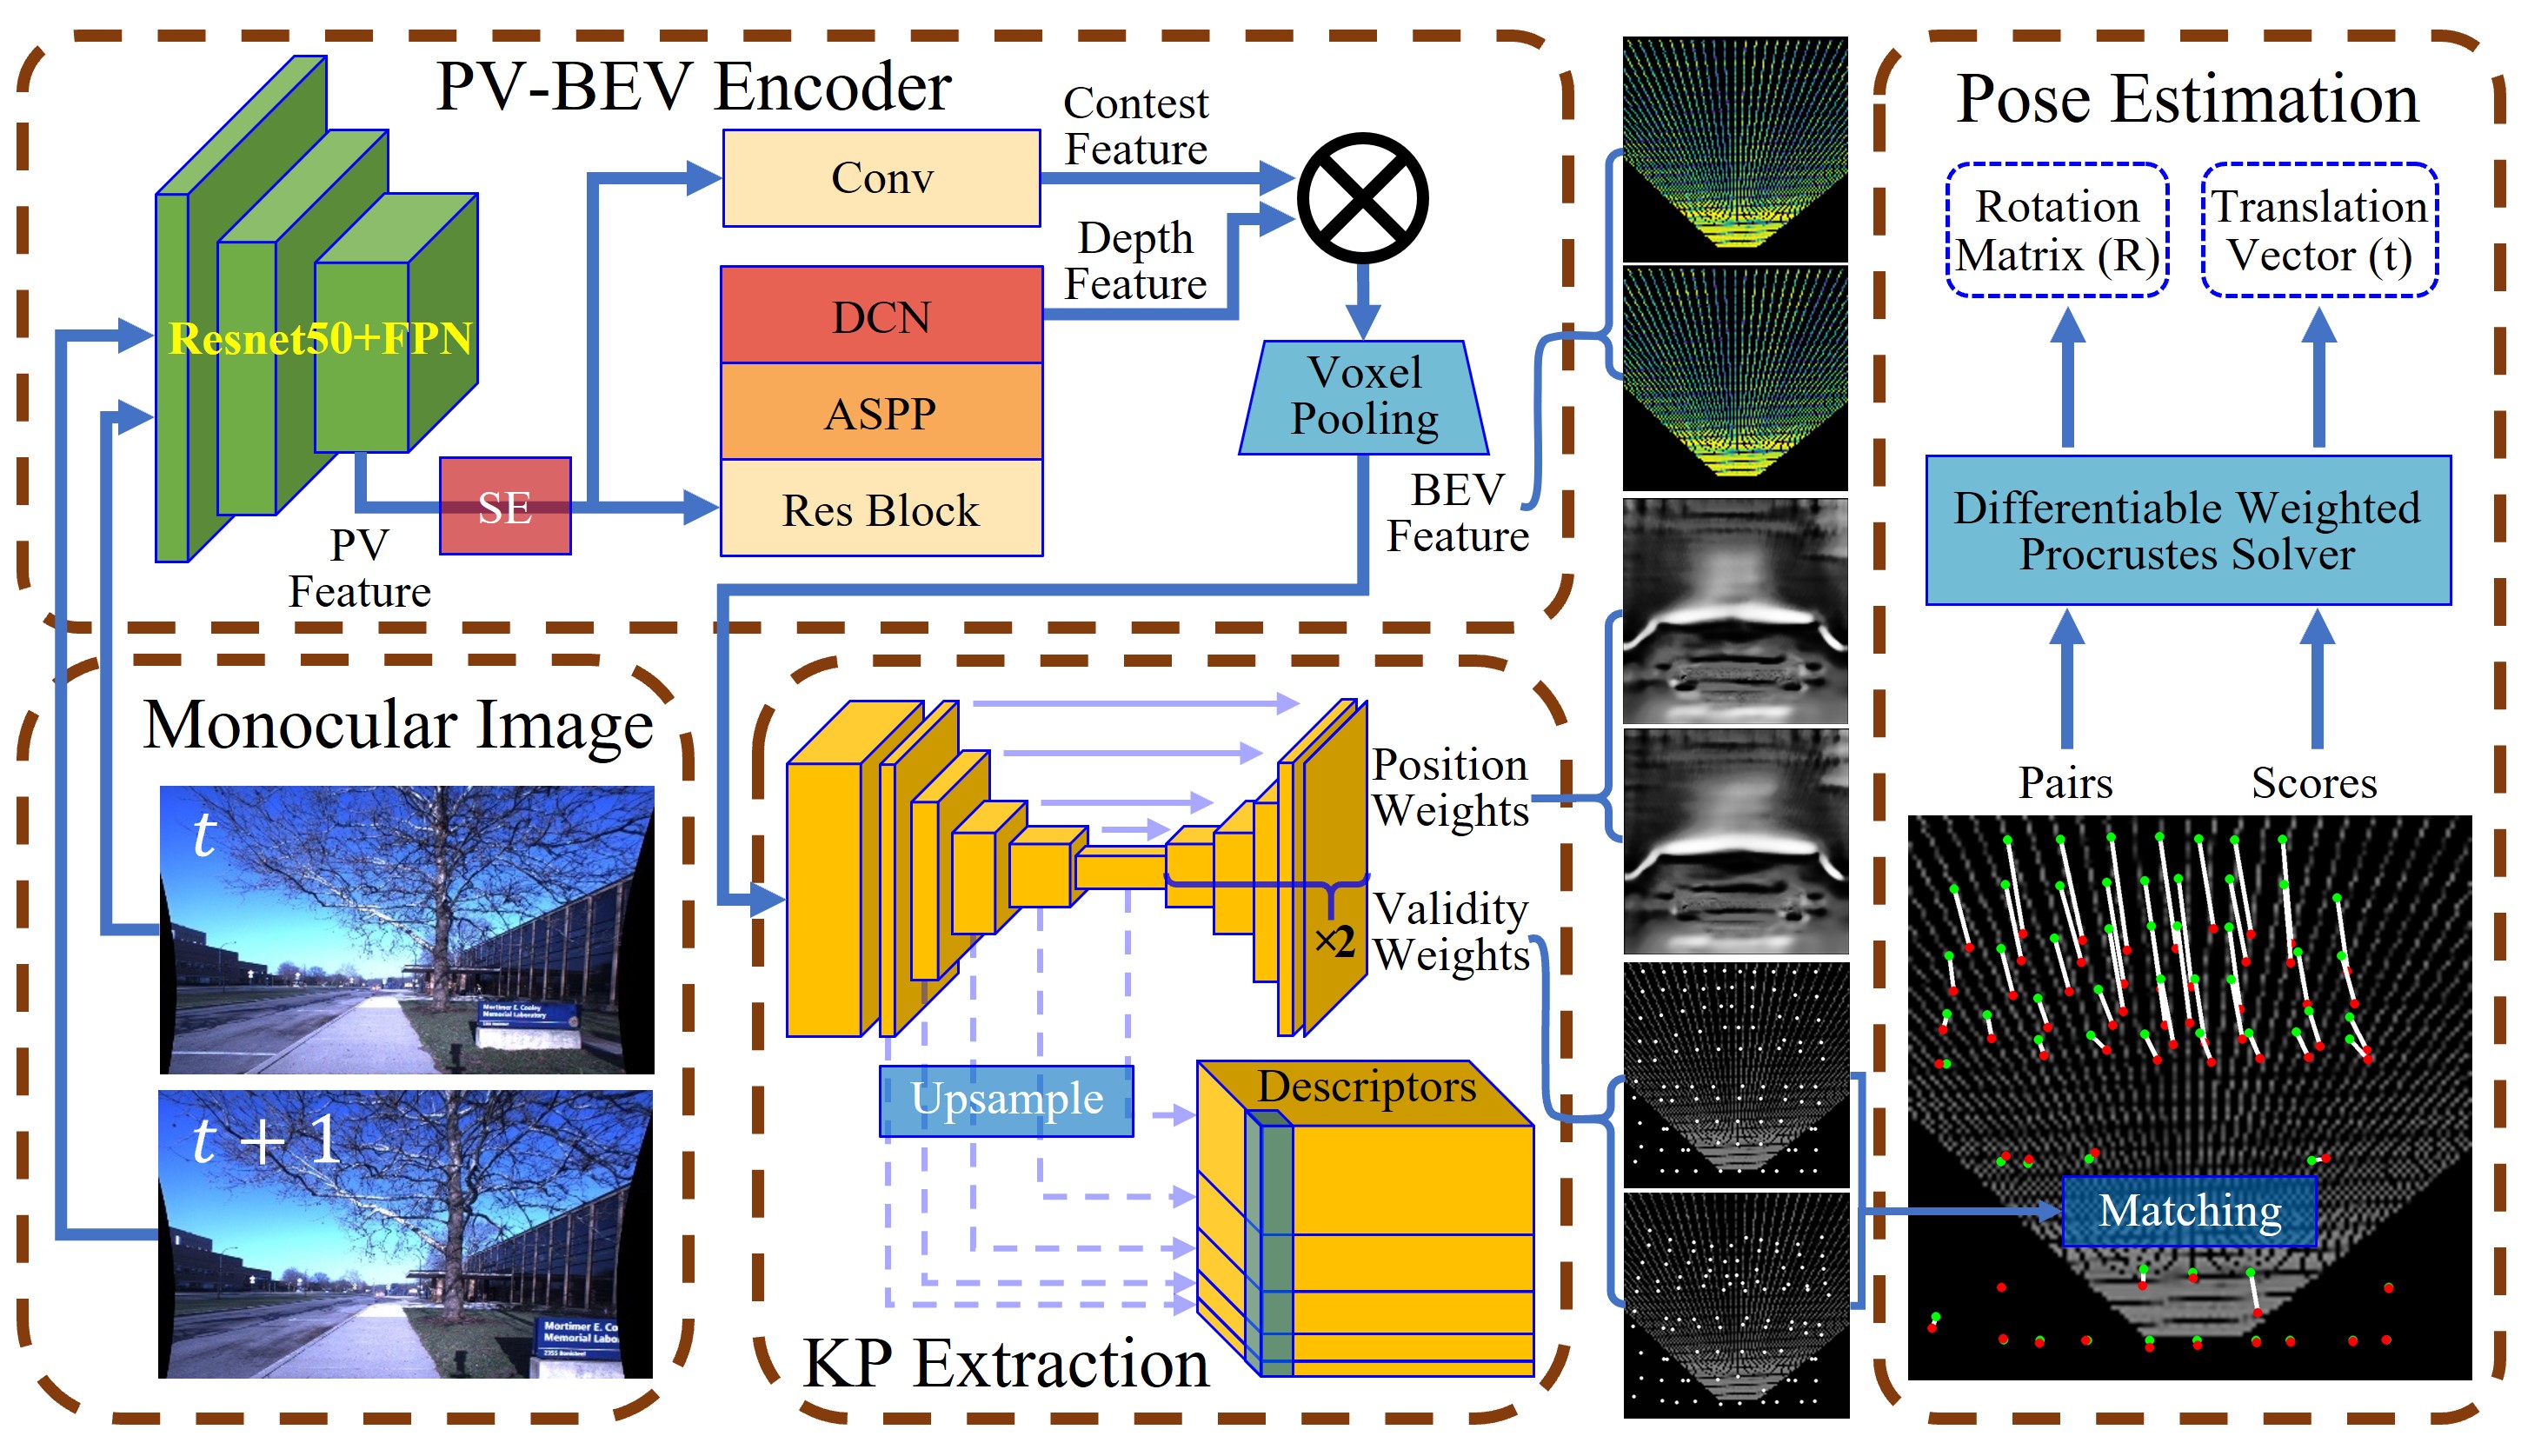 PV-BEV Encoder
Contest
Feature
Conv
Depth
Feature
DCN
Resnet50+FPN
ASPP
Voxel
Pooling
SE
Res Block
PV
Feature
BEV
Feature
Monocular Image
t
Mortimer E. Cooley
Memorial Laboratory
t + 1
Mortimer E. Co
Memorial Labo
Position
Weights
Validity
Weights
×2
Upsample
Descriptors
KP Extraction
Pose Estimation
Rotation
Matrix (R)
Translation
Vector (t)
Differentiable Weighted
Procrustes Solver
Pairs
Scores
Matching